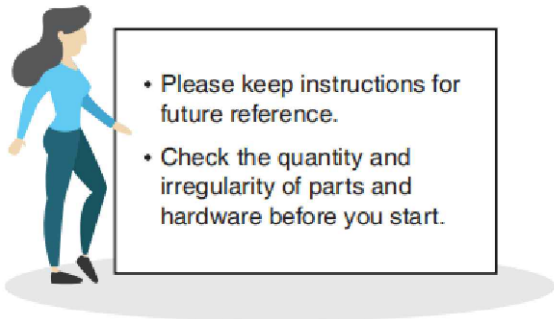 • Please keep instructions for
future reference.
• Check the quantity and
irregularity of parts and
hardware before you start.